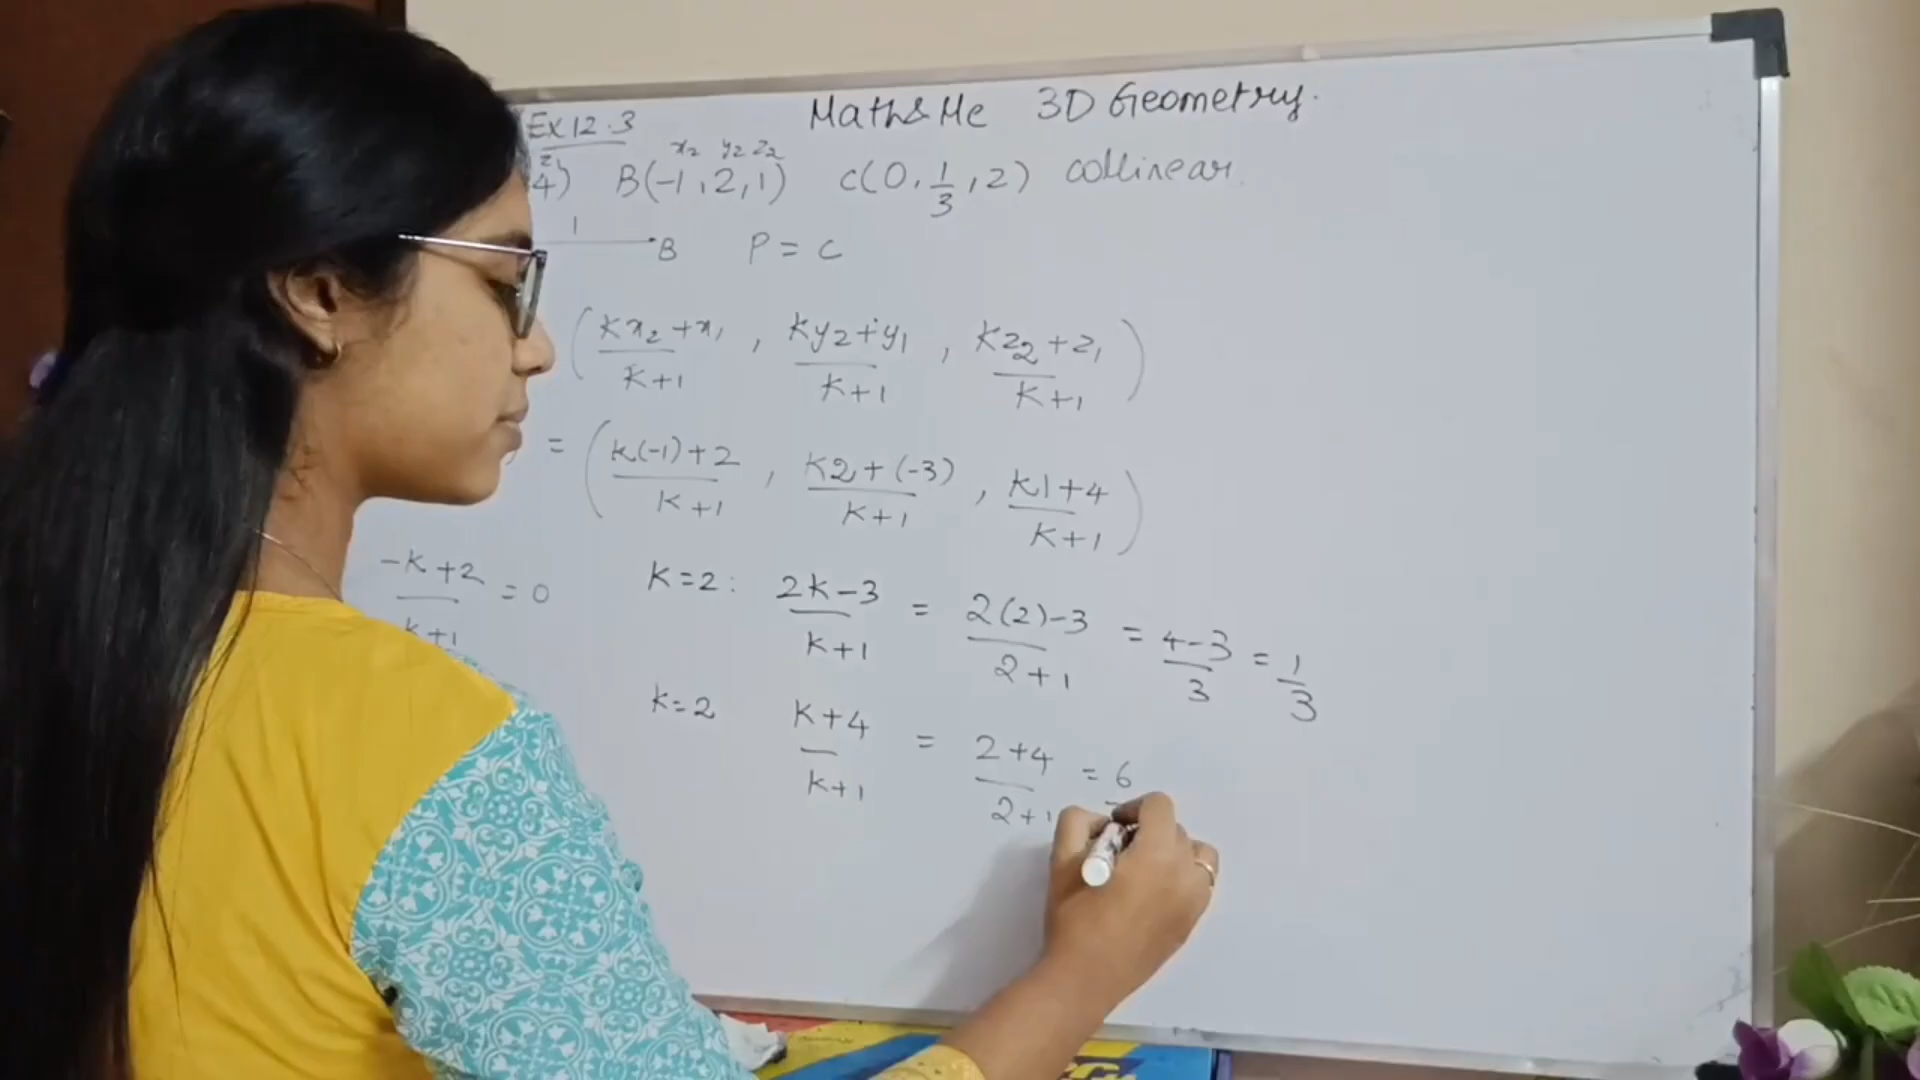 Math&Me 3D Geometry.
Ex 12.3
z1 x2 y2 z2
4) B(-1,2,1) C(0,1/3,2) collinear
1
B P = C
(kx2+x1/k+1, ky2+y1/k+1, kz2+z1/k+1)
= (k(-1)+2/k+1, k2+(-3)/k+1, k1+4/k+1)
-k+2/k+1 = 0 k=2: 2k-3/k+1 = 2(2)-3/2+1 = 4-3/3 = 1/3
k=2 k+4/k+1 = 2+4/2+1 = 6